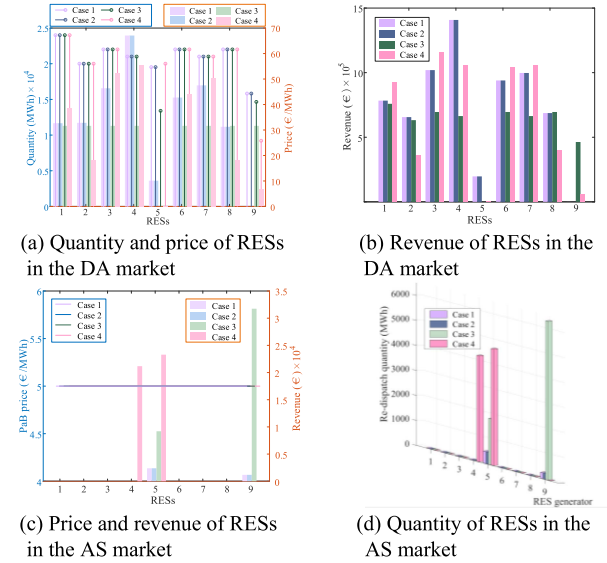 Case 1 Case 3 Case 1 Case 3
Case 2 Case 4 Case 2 Case 4
Quantity (MWh) × 10⁴
2.5
2
1.5
1
0.5
0
70
60
50
40
30
20
10
0
Price (€/MWh)
1 2 3 4 5 6 7 8 9
RESs
(a) Quantity and price of RESs
in the DA market
Case 1
Case 2
Case 3
Case 4
Revenue (€) × 10⁵
15
10
5
1 2 3 4 5 6 7 8 9
RESs
(b) Revenue of RESs in the
DA market
Case 1
Case 2
Case 3
Case 4
Case 1
Case 2
Case 3
Case 4
PaB price (€/MWh)
6
5.5
5
4.5
4
3.5
3
2.5
2
1.5
1
0.5
0
Revenue (€) ×10⁴
1 2 3 4 5 6 7 8 9
RESs
(c) Price and revenue of RESs
in the AS market
Case 1
Case 2
Case 3
Case 4
Re-dispatch quantity (MWh)
6000
5000
4000
3000
2000
1000
0
1 2 3 4 5 6 7 8 9
RES generator
(d) Quantity of RESs in the
AS market